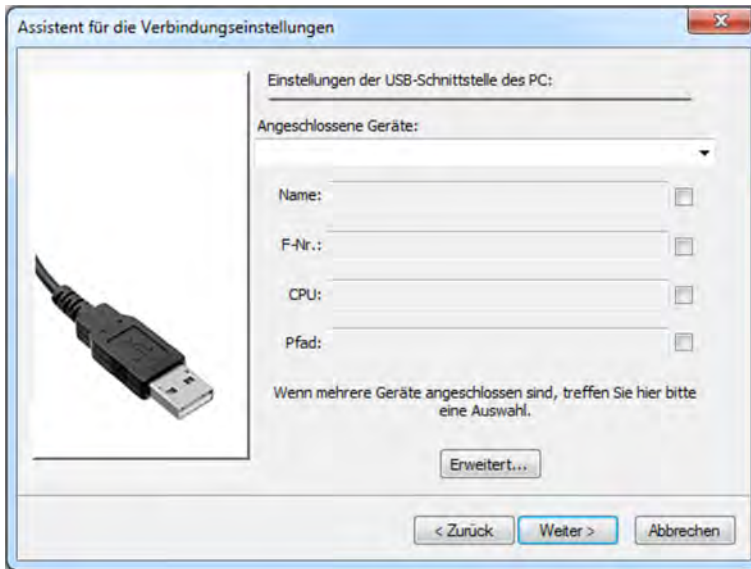 Assistent für die Verbindungseinstellungen
Einstellungen der USB-Schnittstelle des PC:
Angeschlossene Geräte:
Name:
F-Nr.:
CPU:
Pfad:
Wenn mehrere Geräte angeschlossen sind, treffen Sie hier bitte
eine Auswahl.
Erweitert...
< Zurück
Weiter >
Abbrechen